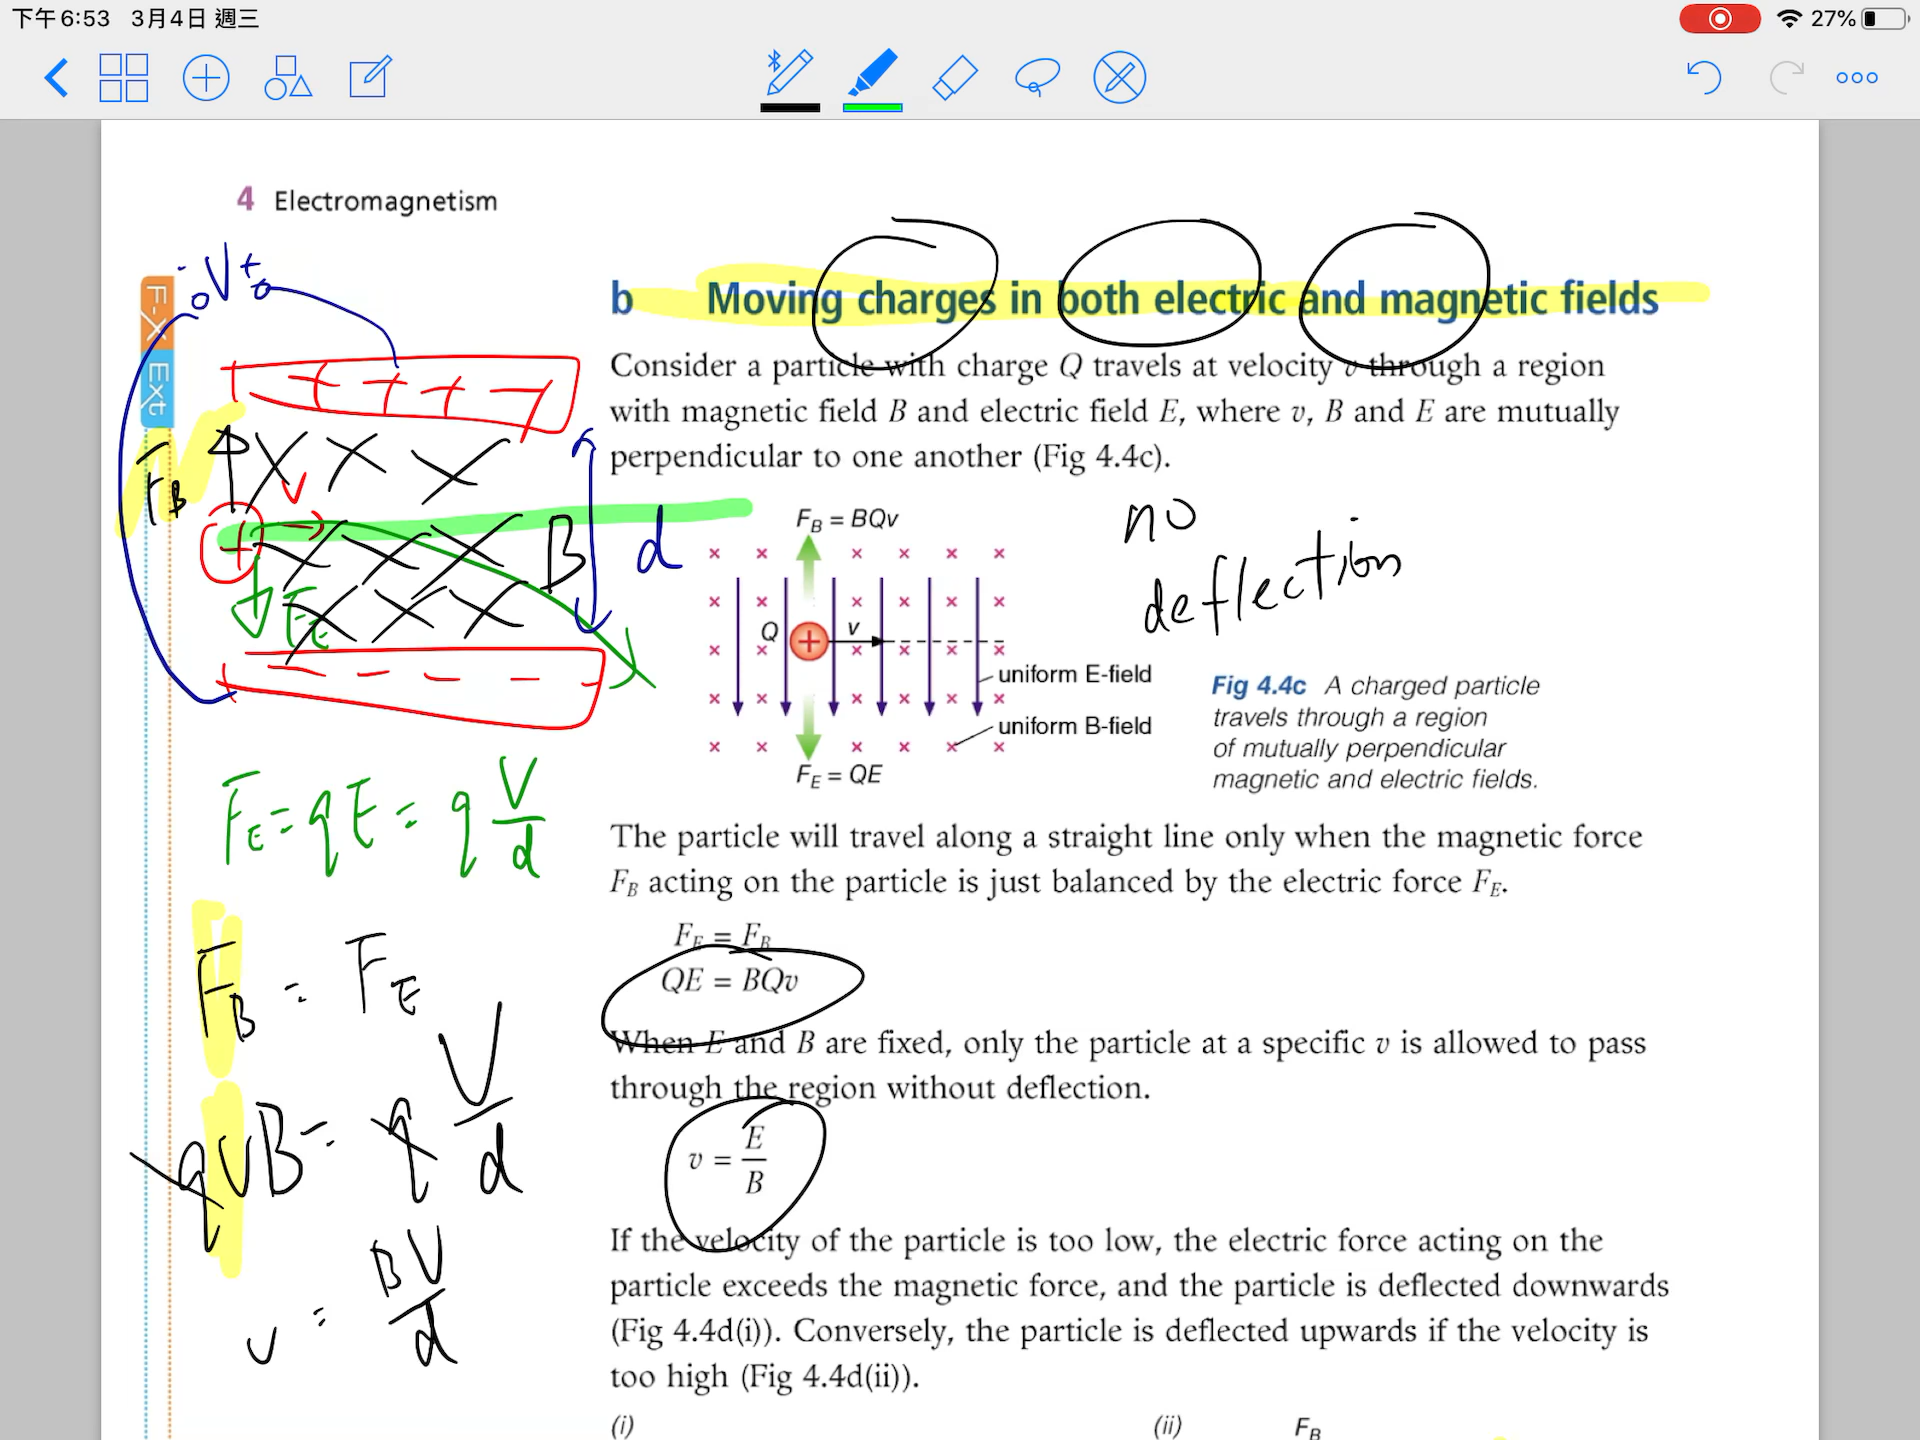 下午6:53 3月4日 週三
27%
4 Electromagnetism
F-X
Ext
- V +
+ + + + +
F_B
v
+
B
d
F_E
- - - - -
F_E = qE = q V/d
F_B = F_E
qvB = q V/d
v = BV/d
b Moving charges in both electric and magnetic fields
Consider a particle with charge Q travels at velocity v through a region
with magnetic field B and electric field E, where v, B and E are mutually
perpendicular to one another (Fig 4.4c).
F_B = BQv
Q
+
v
uniform E-field
uniform B-field
F_E = QE
no
deflection
Fig 4.4c A charged particle
travels through a region
of mutually perpendicular
magnetic and electric fields.
The particle will travel along a straight line only when the magnetic force
F_B acting on the particle is just balanced by the electric force F_E.
F_E = F_B
QE = BQv
When E and B are fixed, only the particle at a specific v is allowed to pass
through the region without deflection.
v = E/B
If the velocity of the particle is too low, the electric force acting on the
particle exceeds the magnetic force, and the particle is deflected downwards
(Fig 4.4d(i)). Conversely, the particle is deflected upwards if the velocity is
too high (Fig 4.4d(ii)).
(i)
(ii)
F_B